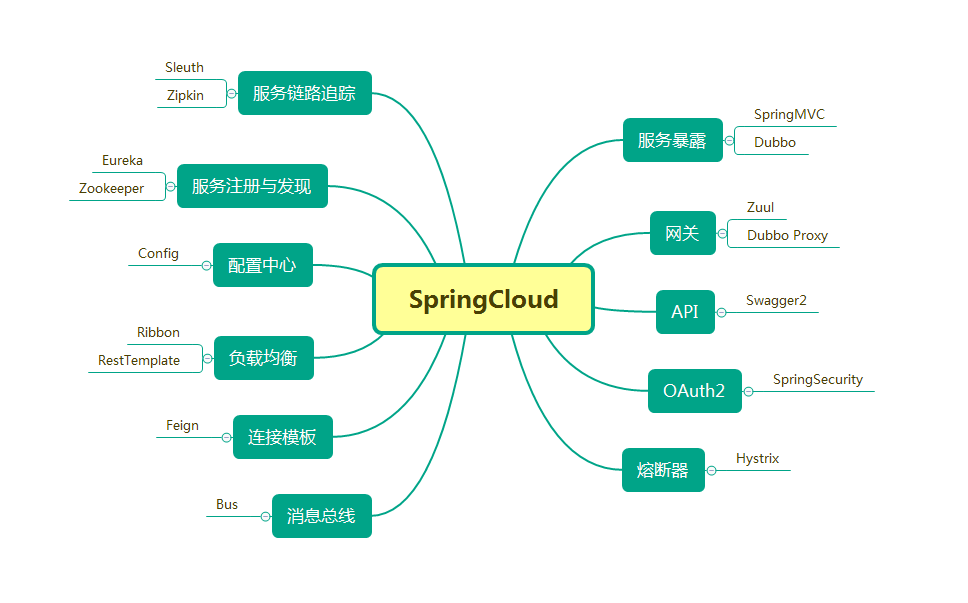 SpringCloud
服务链路追踪
Sleuth
Zipkin
服务注册与发现
Eureka
Zookeeper
配置中心
Config
负载均衡
Ribbon
RestTemplate
连接模板
Feign
消息总线
Bus
服务暴露
SpringMVC
Dubbo
网关
Zuul
Dubbo Proxy
API
Swagger2
OAuth2
SpringSecurity
熔断器
Hystrix